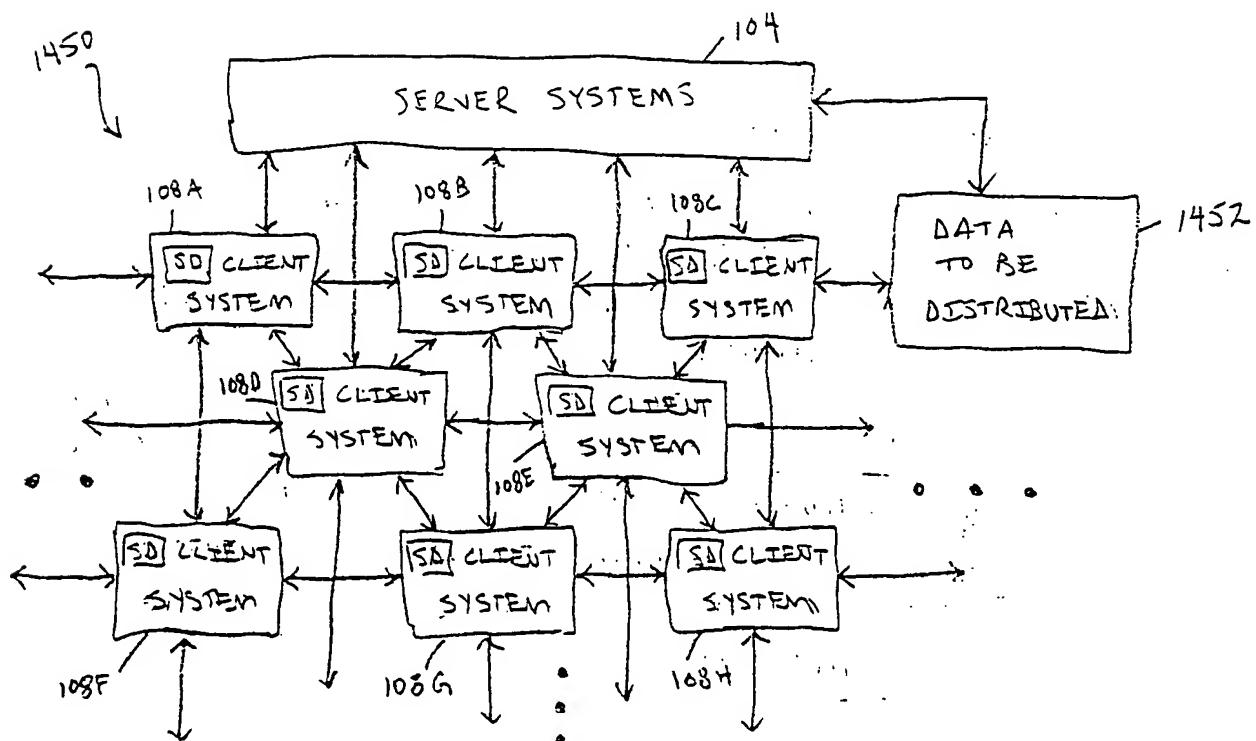 1450
104
SERVER SYSTEMS
108A
108B
108C
1452
SD CLIENT
SYSTEM
SD CLIENT
SYSTEM
SD CLIENT
SYSTEM
DATA
TO BE
DISTRIBUTED
108D
SD CLIENT
SYSTEM
108E
SD CLIENT
SYSTEM
SD CLIENT
SYSTEM
SD CLIENT
SYSTEM
SD CLIENT
SYSTEM
108F
108G
108H